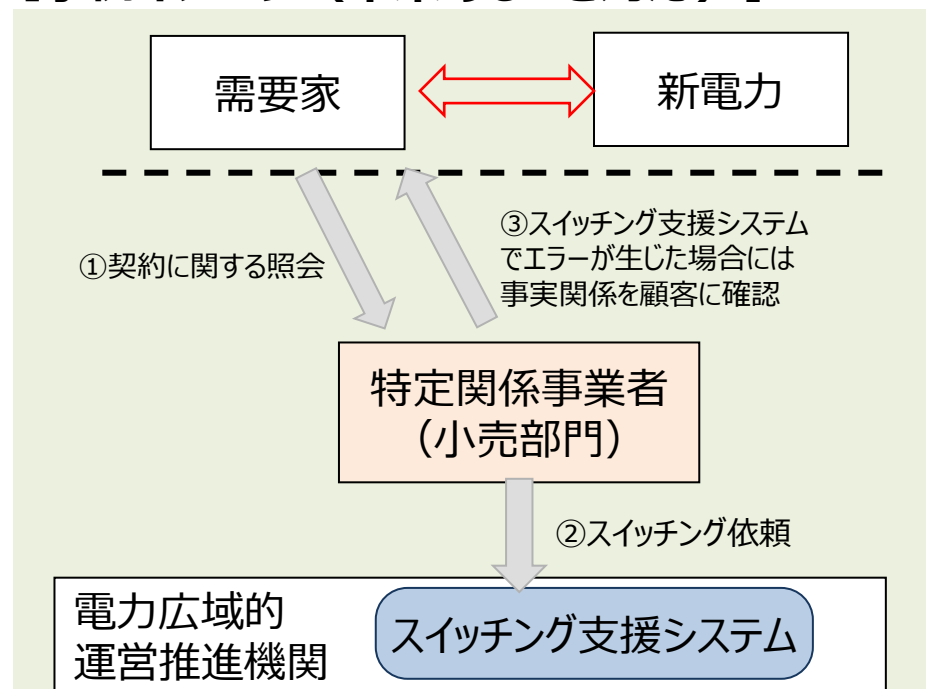 需要家
新電力
①契約に関する照会
③スイッチング支援システム
でエラーが生じた場合には
事実関係を顧客に確認
特定関係事業者
（小売部門）
②スイッチング依頼
電力広域的
運営推進機関
スイッチング支援システム